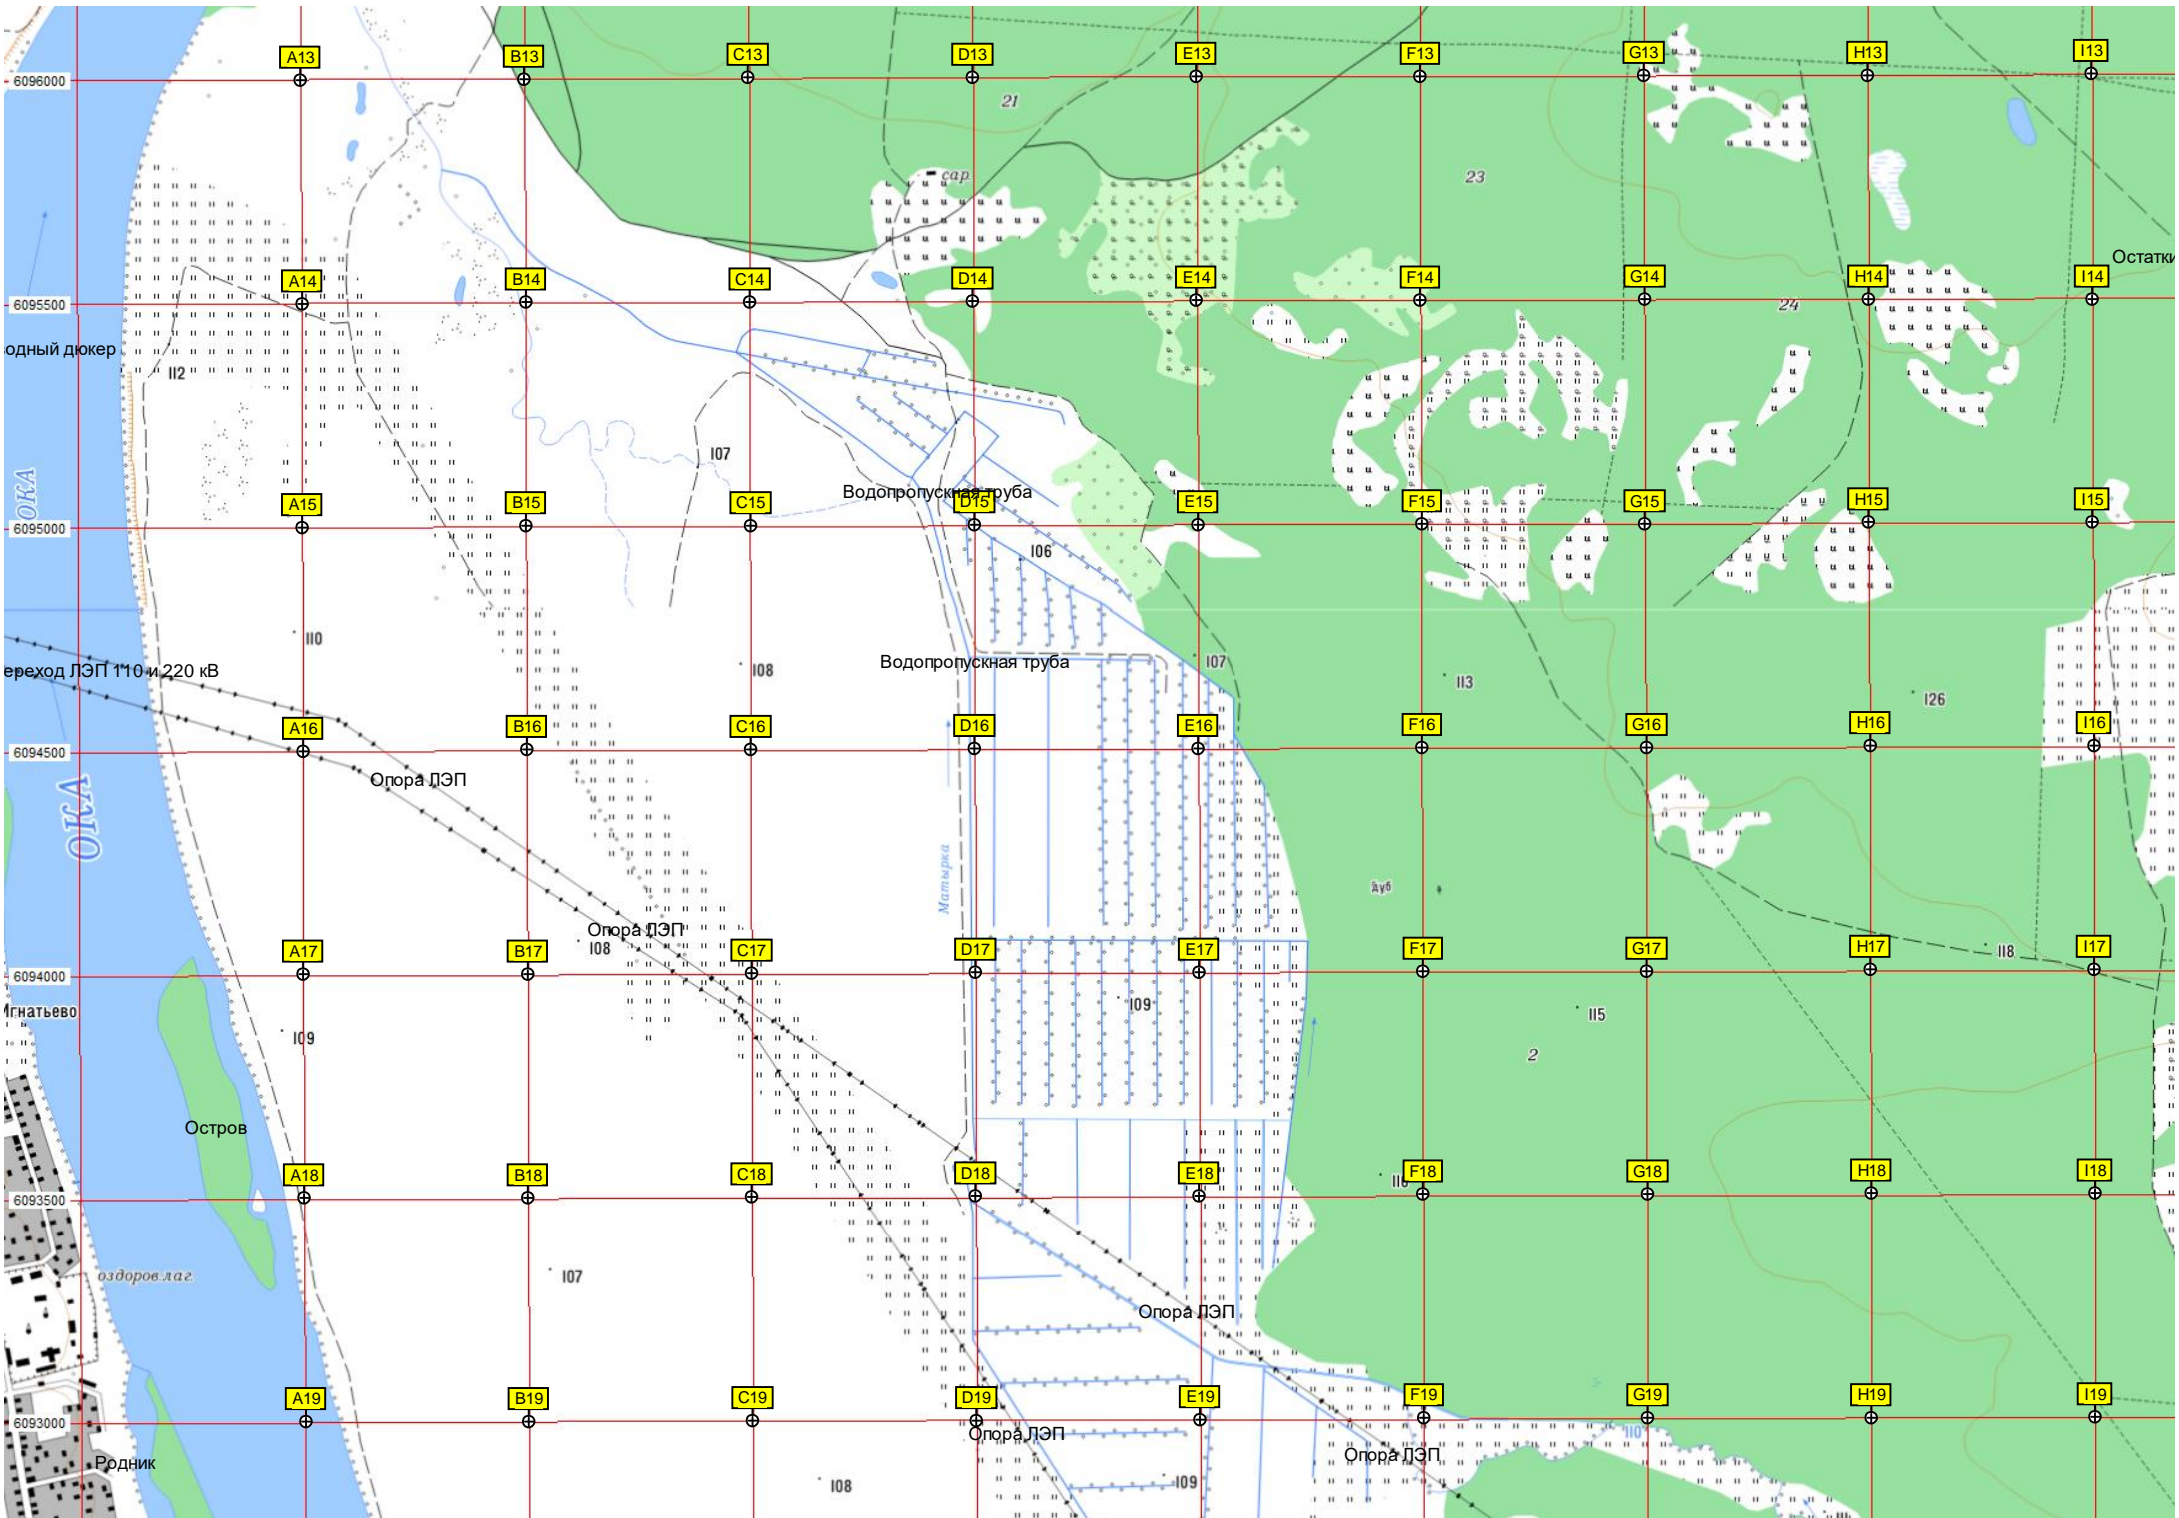 A13 B13 C13 D13 E13 F13 G13 H13 I13
6096000
21
сар.
23
Остатки
A14 B14 C14 D14 E14 F14 G14 H14 I14
6095500
24
одный дюкер
112
107
ОКА
Водопропускная труба
A15 B15 C15 D15 E15 F15 G15 H15 I15
6095000
106
110
ереход ЛЭП 110 и 220 кВ
108
Водопропускная труба
107
113
126
A16 B16 C16 D16 E16 F16 G16 H16 I16
6094500
Опора ЛЭП
ОКА
Матырка
дуб
Опора ЛЭП
108
118
A17 B17 C17 D17 E17 F17 G17 H17 I17
6094000
Игнатьево
109
109
115
2
Остров
A18 B18 C18 D18 E18 F18 G18 H18 I18
116
6093500
оздоров.лаг.
107
Опора ЛЭП
A19 B19 C19 D19 E19 F19 G19 H19 I19
6093000
Опора ЛЭП
110
Опора ЛЭП
Родник
108
109